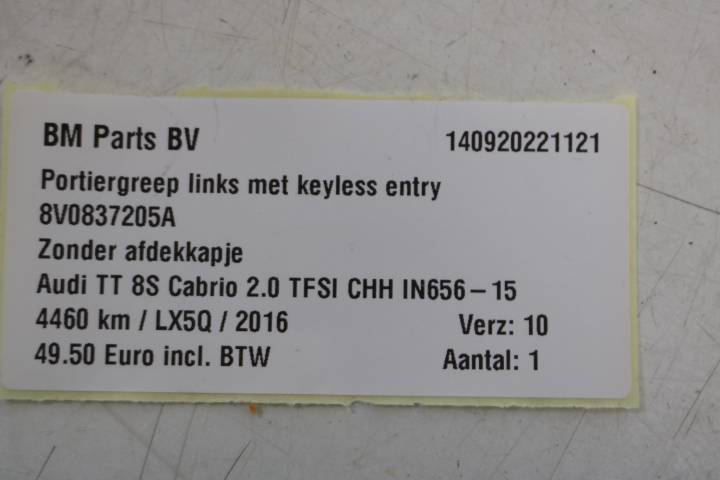 BM Parts BV 140920221121
Portiergreep links met keyless entry
8V0837205A
Zonder afdekkapje
Audi TT 8S Cabrio 2.0 TFSI CHH IN656 – 15
4460 km / LX5Q / 2016 Verz: 10
49.50 Euro incl. BTW Aantal: 1